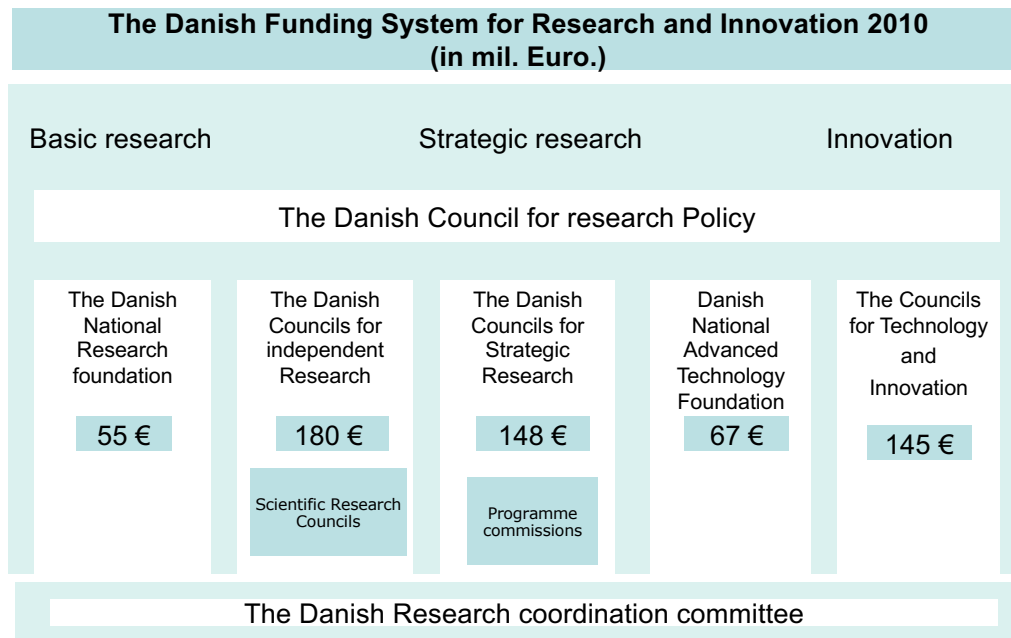 The Danish Funding System for Research and Innovation 2010
(in mil. Euro.)
Basic research
Strategic research
Innovation
The Danish Council for research Policy
The Danish
National
Research
foundation
55 €
The Danish
Councils for
independent
Research
180 €
Scientific Research
Councils
The Danish
Councils for
Strategic
Research
148 €
Programme
commissions
Danish
National
Advanced
Technology
Foundation
67 €
The Councils
for Technology
and
Innovation
145 €
The Danish Research coordination committee